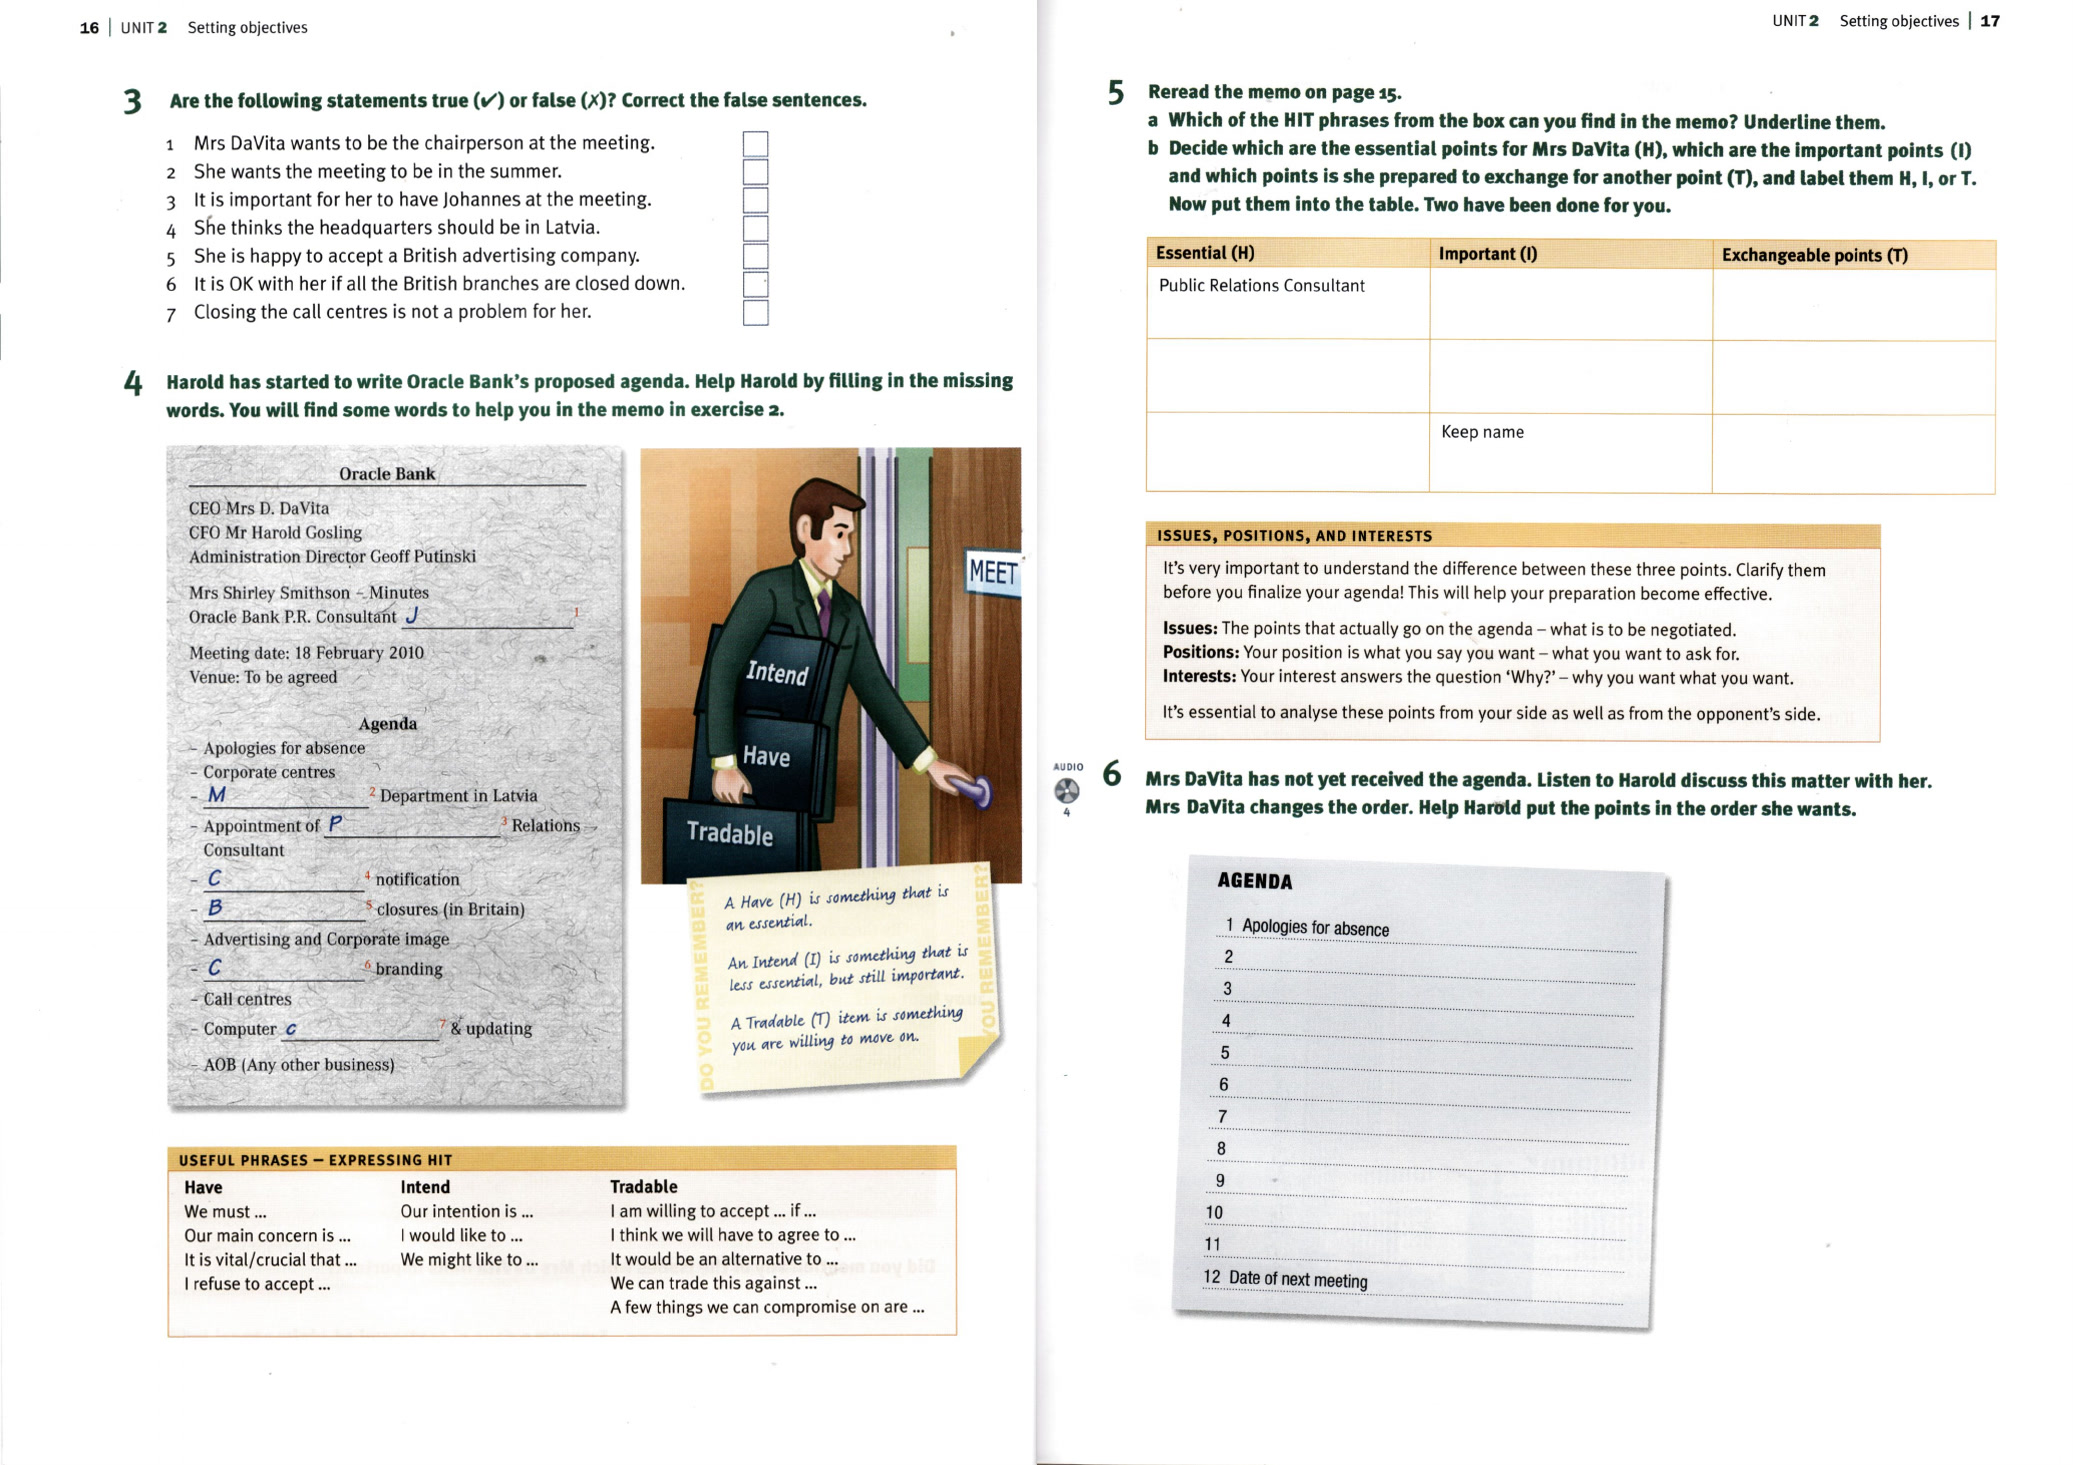 16 | UNIT 2 Setting objectives
3 Are the following statements true (✔) or false (✗)? Correct the false sentences.
1 Mrs DaVita wants to be the chairperson at the meeting.
2 She wants the meeting to be in the summer.
3 It is important for her to have Johannes at the meeting.
4 She thinks the headquarters should be in Latvia.
5 She is happy to accept a British advertising company.
6 It is OK with her if all the British branches are closed down.
7 Closing the call centres is not a problem for her.
4 Harold has started to write Oracle Bank's proposed agenda. Help Harold by filling in the missing
words. You will find some words to help you in the memo in exercise 2.
Oracle Bank
CEO Mrs D. DaVita
CFO Mr Harold Gosling
Administration Director Geoff Putinski
Mrs Shirley Smithson – Minutes
Oracle Bank P.R. Consultant J 1
Meeting date: 18 February 2010
Venue: To be agreed
Agenda
– Apologies for absence
– Corporate centres
– M 2 Department in Latvia
– Appointment of P 3 Relations
Consultant
– C 4 notification
– B 5 closures (in Britain)
– Advertising and Corporate image
– C 6 branding
– Call centres
– Computer c 7 & updating
– AOB (Any other business)
MEET
Intend
Have
Tradable
DO YOU REMEMBER?
A Have (H) is something that is
an essential.
An Intend (I) is something that is
less essential, but still important.
A Tradable (T) item is something
you are willing to move on.
YOU REMEMBER?
USEFUL PHRASES – EXPRESSING HIT
Have Intend Tradable
We must ... Our intention is ... I am willing to accept ... if ...
Our main concern is ... I would like to ... I think we will have to agree to ...
It is vital/crucial that ... We might like to ... It would be an alternative to ...
I refuse to accept ... We can trade this against ...
A few things we can compromise on are ...
UNIT 2 Setting objectives | 17
5 Reread the memo on page 15.
a Which of the HIT phrases from the box can you find in the memo? Underline them.
b Decide which are the essential points for Mrs DaVita (H), which are the important points (I)
and which points is she prepared to exchange for another point (T), and label them H, I, or T.
Now put them into the table. Two have been done for you.
Essential (H) Important (I) Exchangeable points (T)
Public Relations Consultant
Keep name
ISSUES, POSITIONS, AND INTERESTS
It's very important to understand the difference between these three points. Clarify them
before you finalize your agenda! This will help your preparation become effective.
Issues: The points that actually go on the agenda – what is to be negotiated.
Positions: Your position is what you say you want – what you want to ask for.
Interests: Your interest answers the question 'Why?' – why you want what you want.
It's essential to analyse these points from your side as well as from the opponent's side.
AUDIO
4
6 Mrs DaVita has not yet received the agenda. Listen to Harold discuss this matter with her.
Mrs DaVita changes the order. Help Harold put the points in the order she wants.
AGENDA
1 Apologies for absence
2
3
4
5
6
7
8
9
10
11
12 Date of next meeting